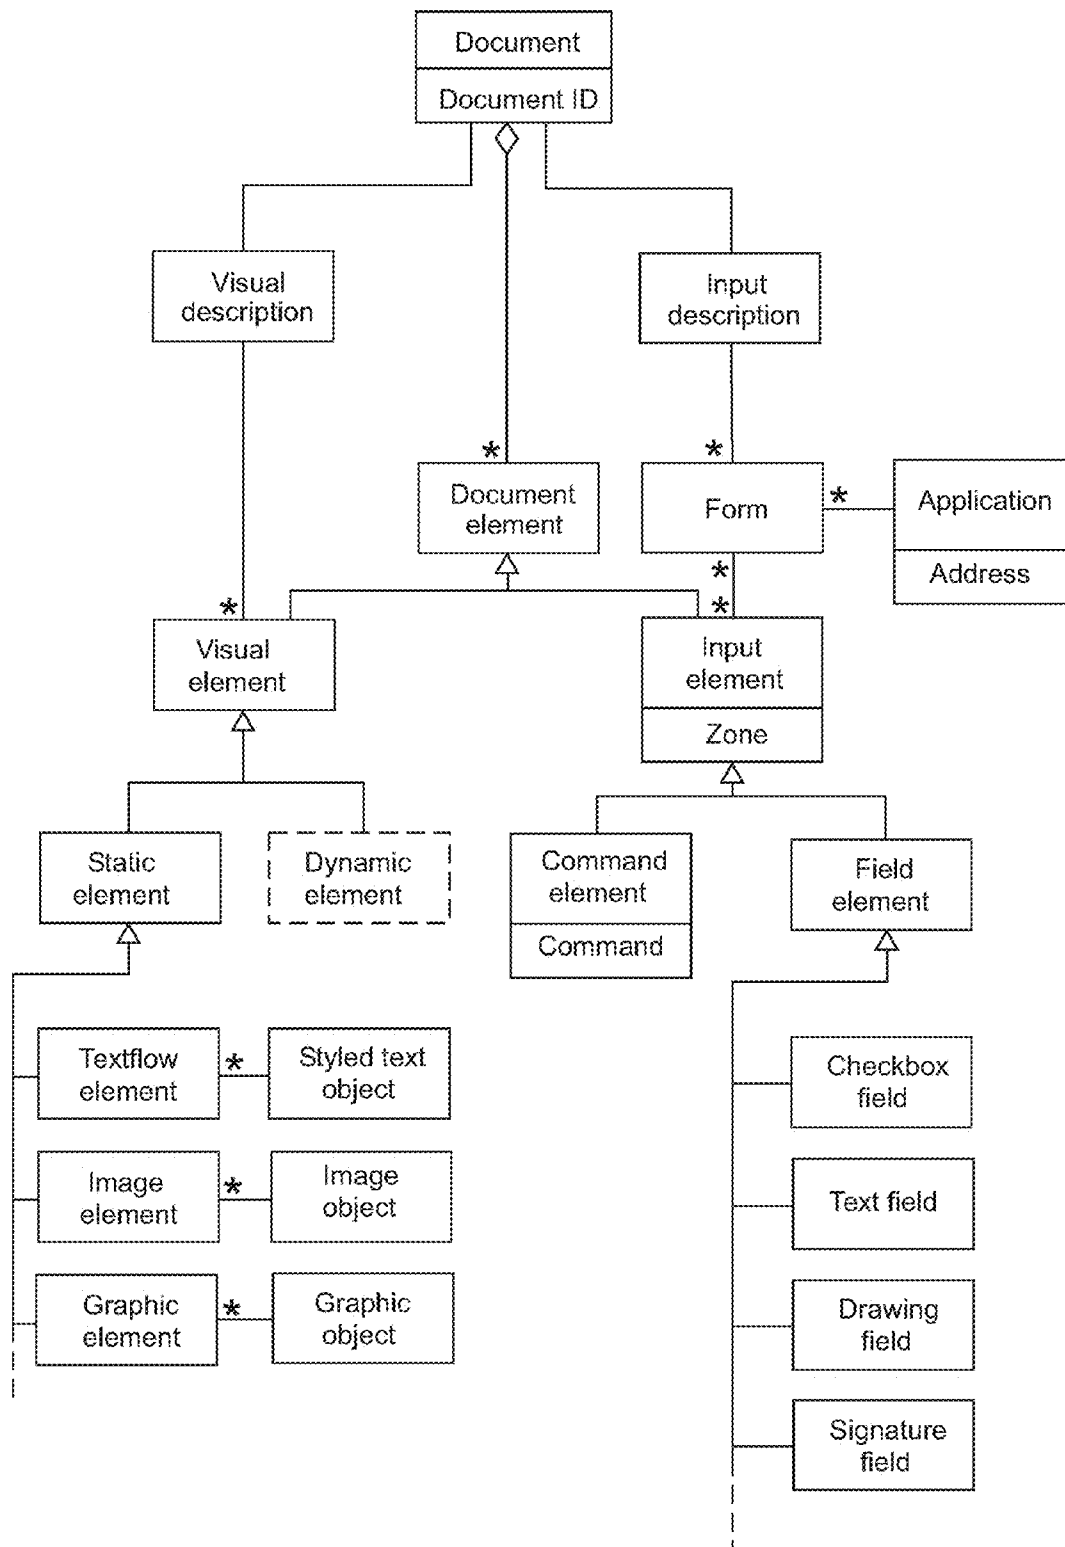 Document
Document ID
Visual
description
Input
description
*
*
Document
element
Form
*
Application
Address
*
*
*
Visual
element
Input
element
Zone
Static
element
Dynamic
element
Command
element
Command
Field
element
Textflow
element
*
Styled text
object
Checkbox
field
Image
element
*
Image
object
Text field
Graphic
element
*
Graphic
object
Drawing
field
Signature
field